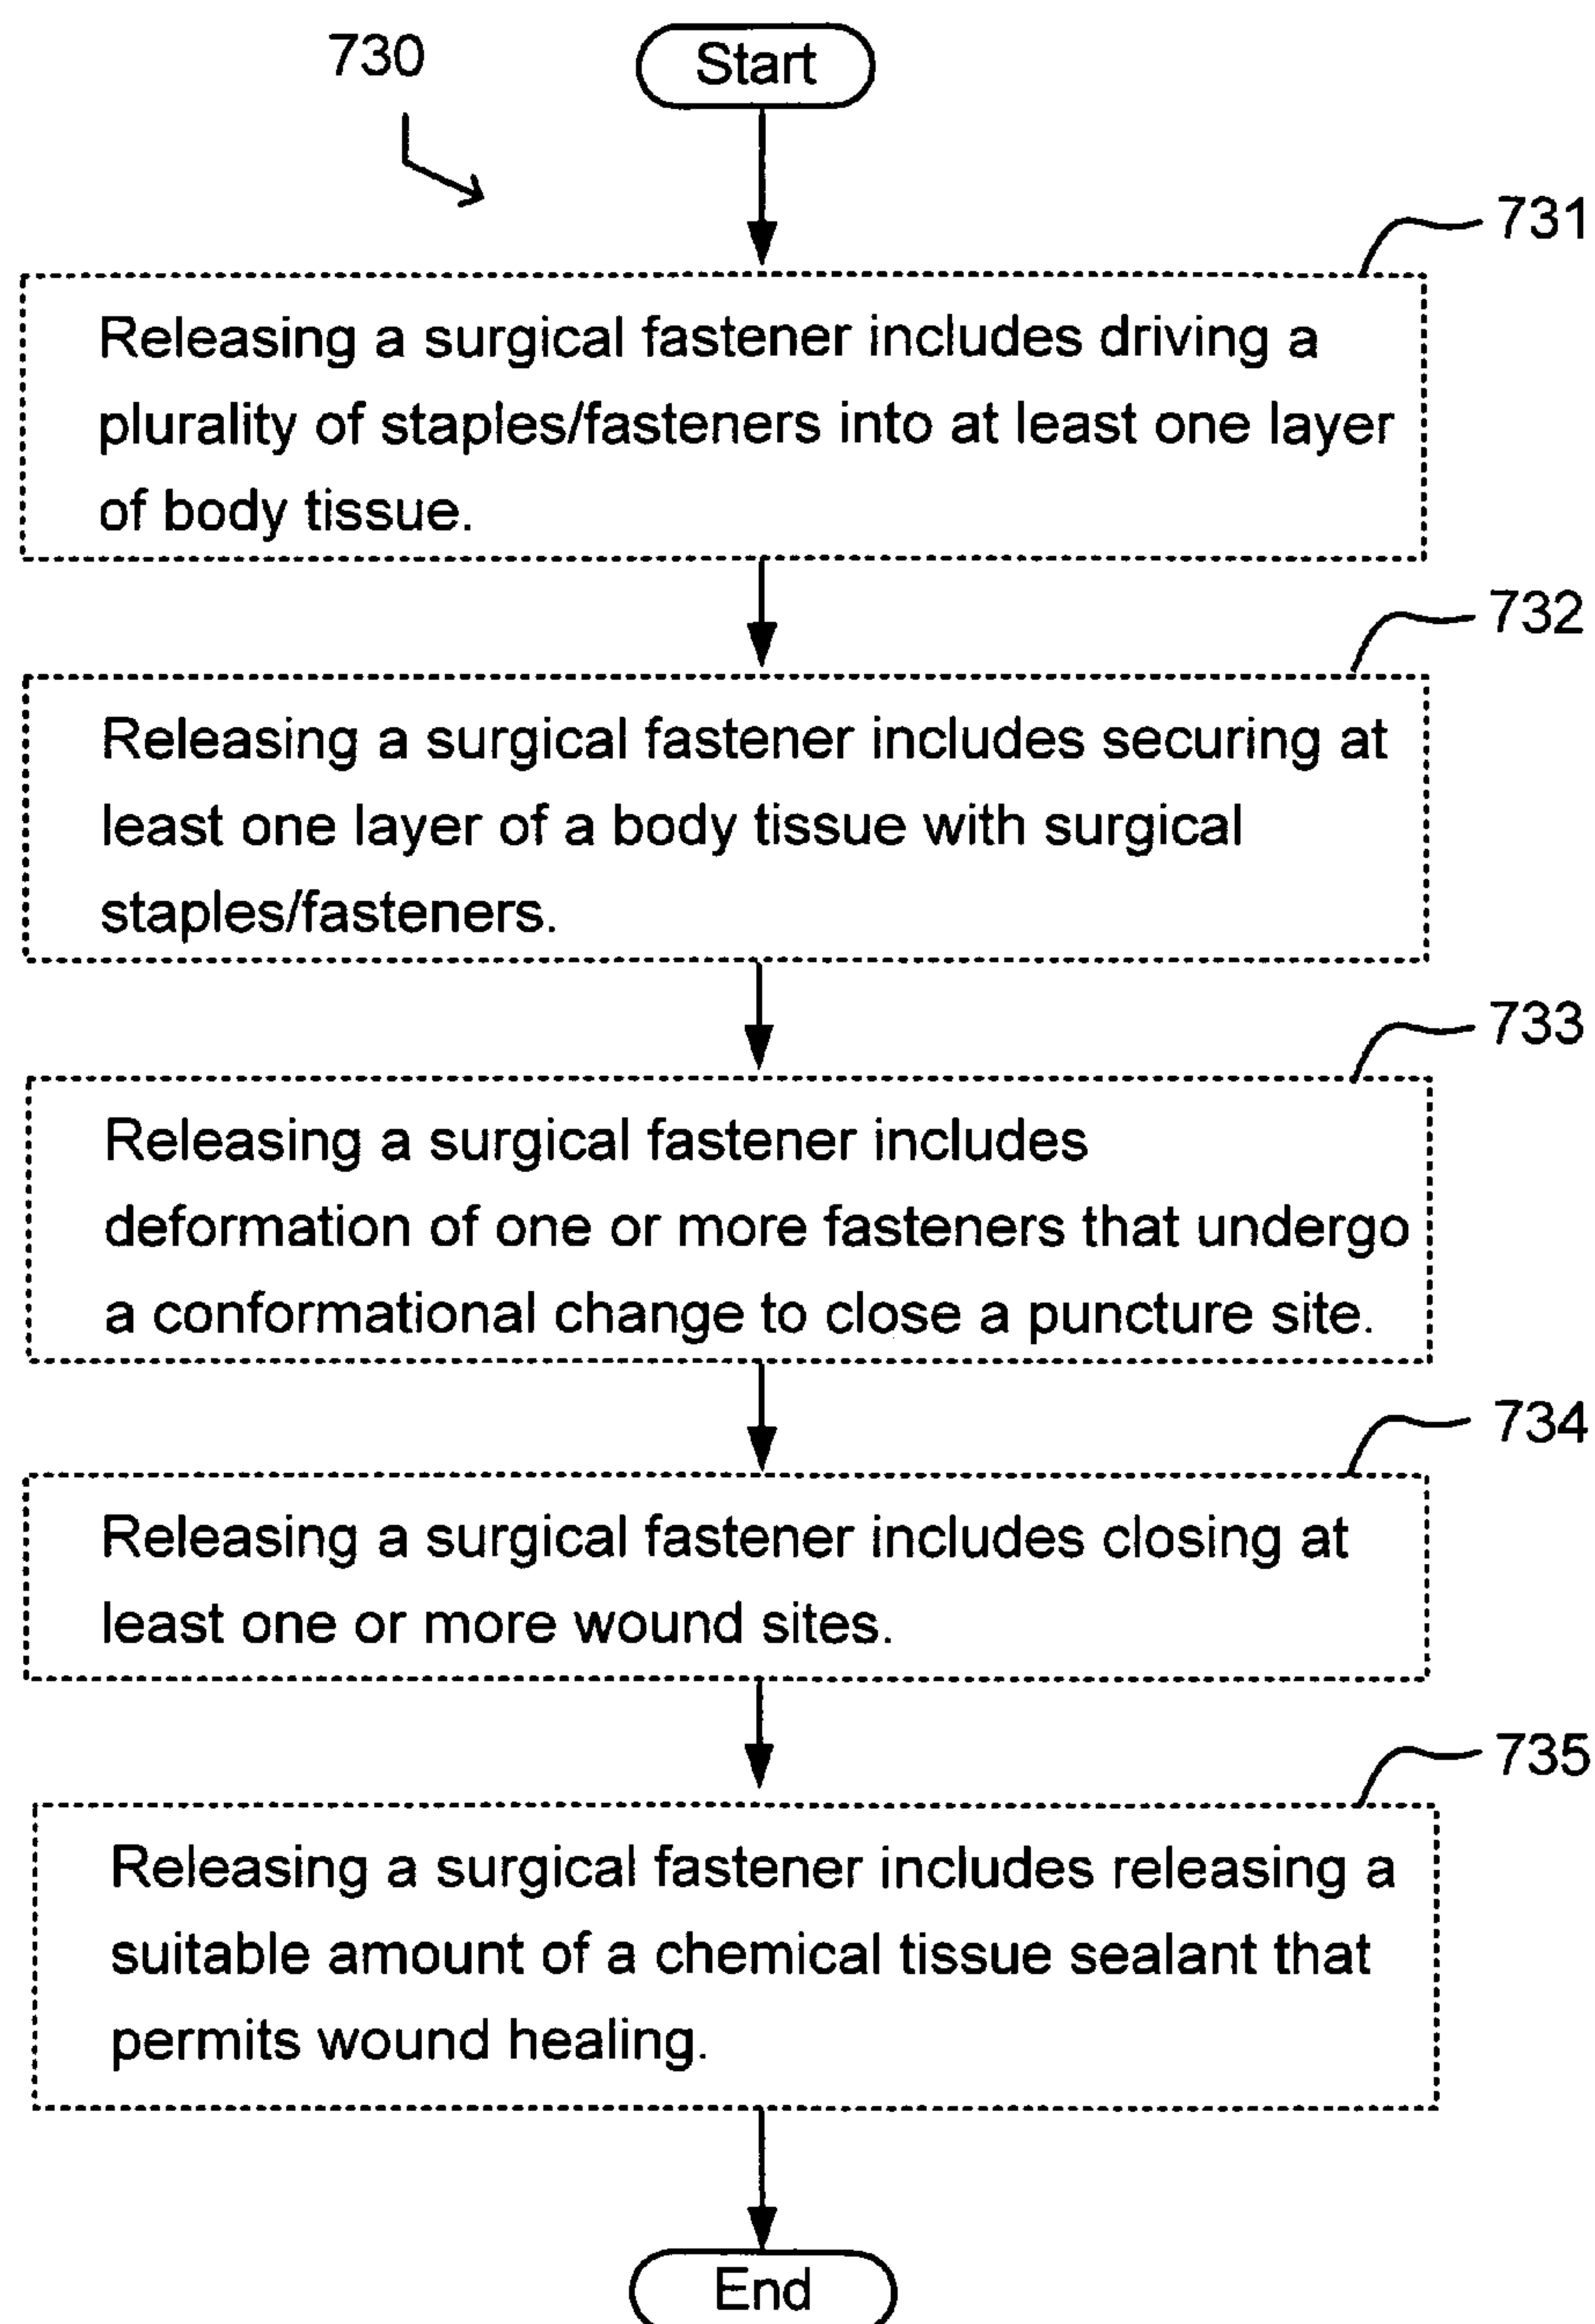 730
Start
731
Releasing a surgical fastener includes driving a
plurality of staples/fasteners into at least one layer
of body tissue.
732
Releasing a surgical fastener includes securing at
least one layer of a body tissue with surgical
staples/fasteners.
733
Releasing a surgical fastener includes
deformation of one or more fasteners that undergo
a conformational change to close a puncture site.
734
Releasing a surgical fastener includes closing at
least one or more wound sites.
735
Releasing a surgical fastener includes releasing a
suitable amount of a chemical tissue sealant that
permits wound healing.
End